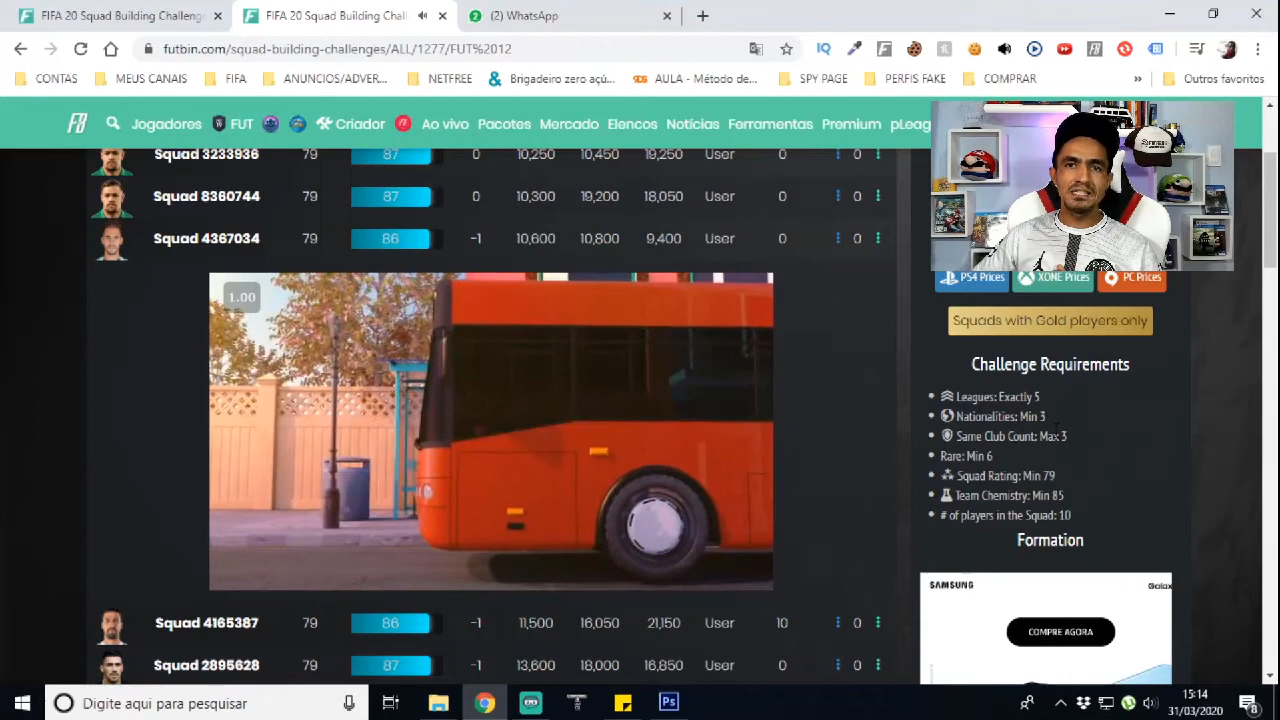 FIFA 20 Squad Building Challenge
FIFA 20 Squad Building Chall
(2) WhatsApp
futbin.com/squad-building-challenges/ALL/1277/FUT%2012
CONTAS
MEUS CANAIS
FIFA
ANUNCIOS/ADVER...
NETFREE
Brigadeiro zero açú...
AULA - Método de...
SPY PAGE
PERFIS FAKE
COMPRAR
Outros favoritos
Jogadores
FUT
Criador
ao vivo
Pacotes
Mercado
Elencos
Notícias
Ferramentas
Premium
pLeag
Squad 3233936 79 87 0 10,250 10,450 19,250 User 0 0
Squad 8360744 79 87 0 10,300 19,200 18,050 User 0 0
Squad 4367034 79 86 -1 10,600 10,800 9,400 User 0 0
1.00
Squad 4165387 79 86 -1 11,500 16,050 21,150 User 10 0
Squad 2895628 79 87 -1 13,600 18,000 16,850 User 0 0
PS4 Prices
XONE Prices
PC Prices
Squads with Gold players only
Challenge Requirements
Leagues: Exactly 5
Nationalities: Min 3
Same Club Count: Max 3
Rare: Min 6
Squad Rating: Min 79
Team Chemistry: Min 85
# of players in the Squad: 10
Formation
SAMSUNG
Galax
COMPRE AGORA
Digite aqui para pesquisar
15:14
31/03/2020